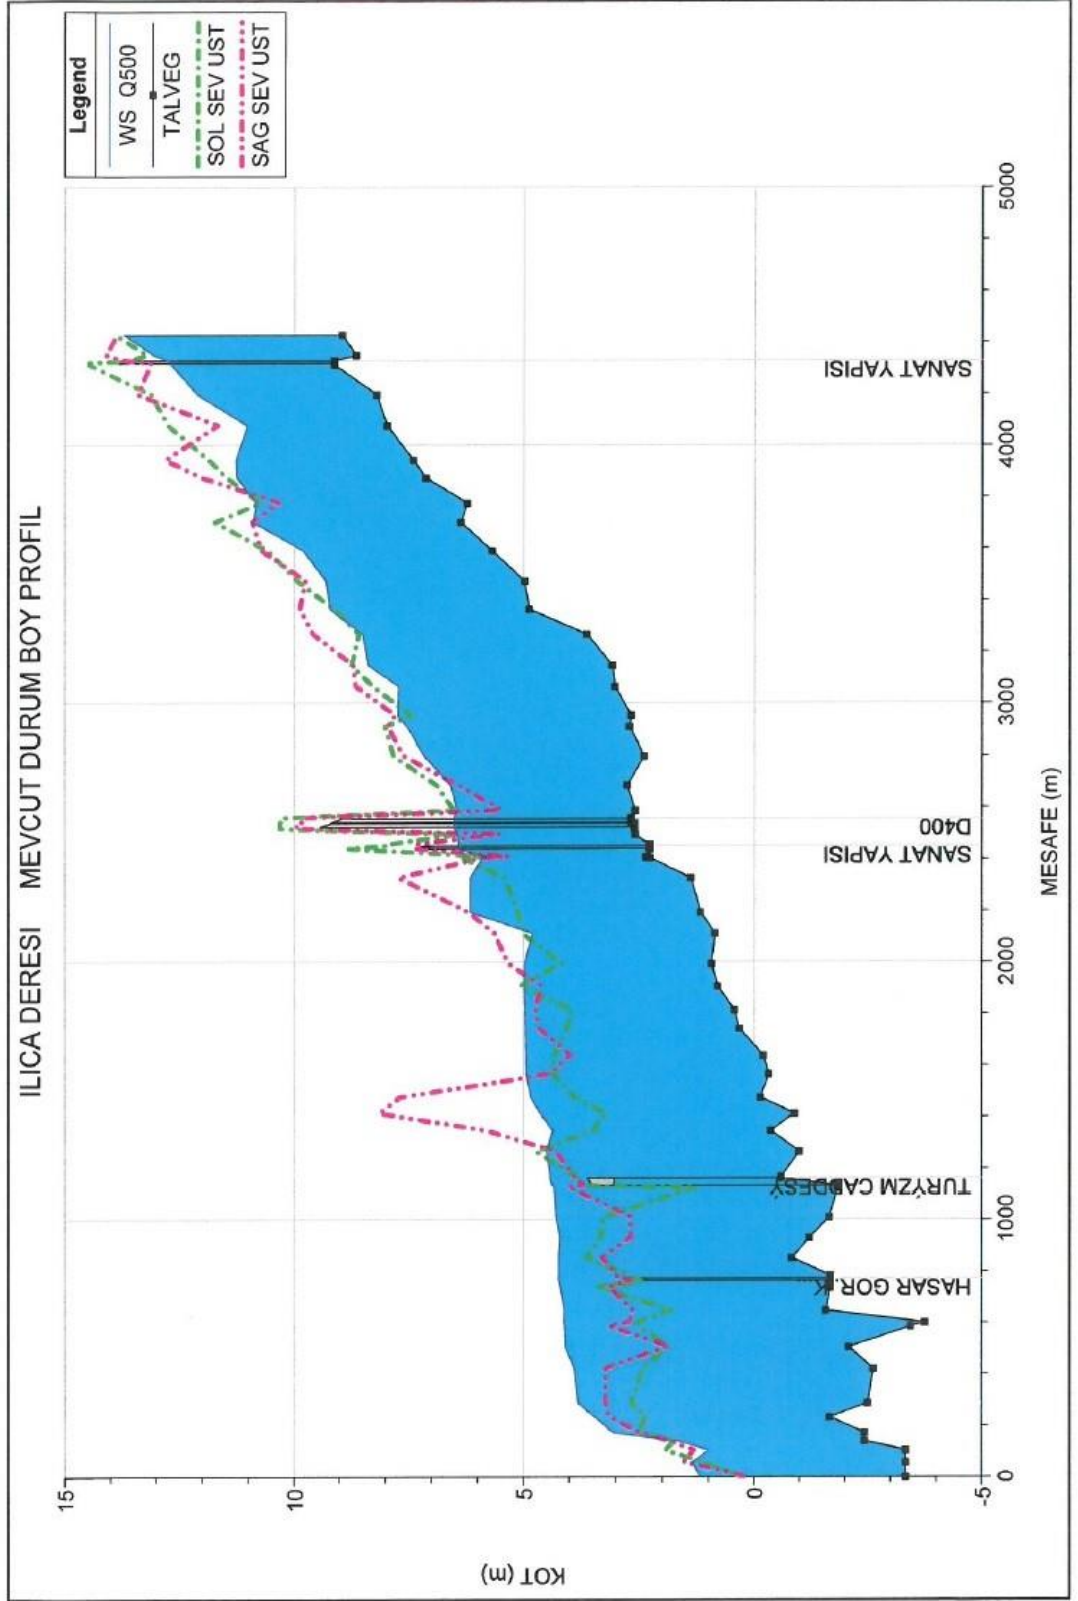 ILICA DERESI MEVCUT DURUM BOY PROFIL
Legend
WS Q500
TALVEG
SOL SEV UST
SAG SEV UST
KOT (m)
15
10
5
0
-5
HASAR GOR. K...
TURÝZM CADDESÝ
SANAT YAPISI
D400
SANAT YAPISI
0
1000
2000
3000
4000
5000
MESAFE (m)